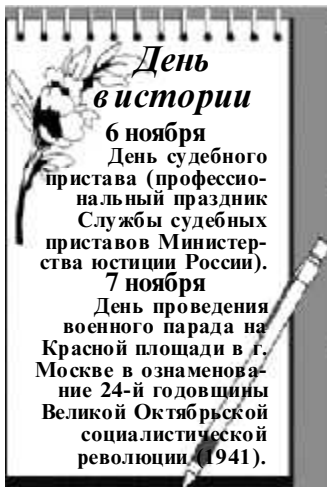 День
в истории
6 ноября
День судебного
пристава (профессио-
нальный праздник
Службы судебных
приставов Министер-
ства юстиции России).
7 ноября
День проведения
военного парада на
Красной площади в г.
Москве в ознаменова-
ние 24-й годовщины
Великой Октябрьской
социалистической
революции (1941).